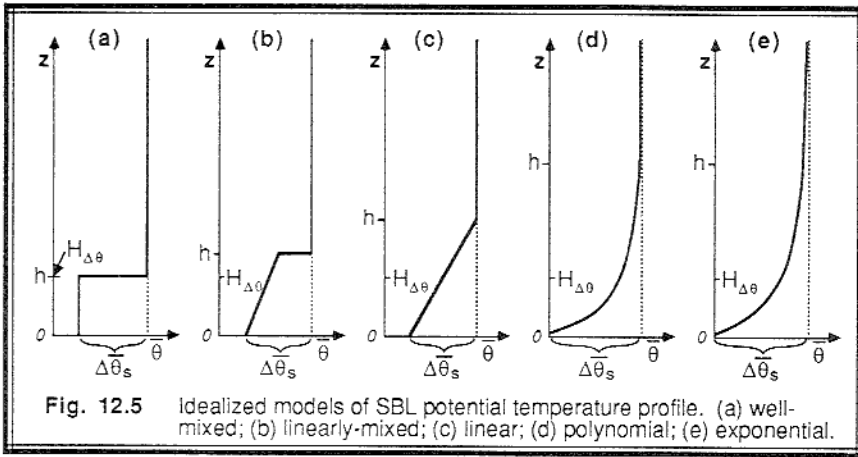 (a) (b) (c) (d) (e)
z z z z z
h h
h
H Δθ
h H Δθ H Δθ H Δθ H Δθ
h
0 0 0 0 0
Δθ̅s θ̅ Δθ̅s θ̅ Δθ̅s θ̅ Δθ̅s θ̅ Δθ̅s θ̅
Fig. 12.5 Idealized models of SBL potential temperature profile. (a) well-
mixed; (b) linearly-mixed; (c) linear; (d) polynomial; (e) exponential.